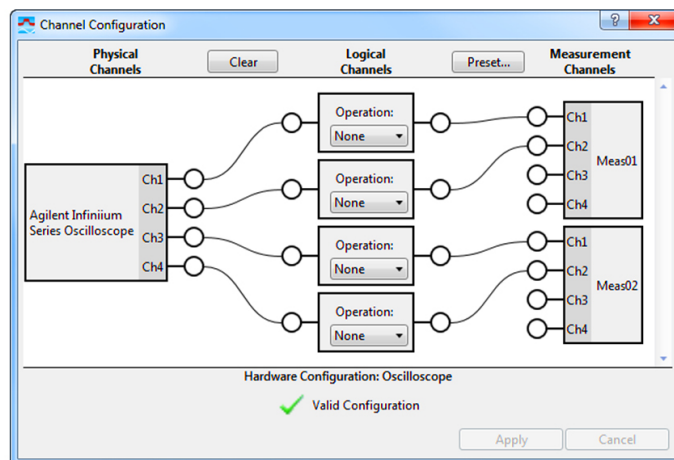 Channel Configuration
?
Physical
Channels
Clear
Logical
Channels
Preset...
Measurement
Channels
Agilent Infiniium
Series Oscilloscope
Ch1
Ch2
Ch3
Ch4
Operation:
None
Operation:
None
Operation:
None
Operation:
None
Ch1
Ch2
Ch3
Ch4
Meas01
Ch1
Ch2
Ch3
Ch4
Meas02
Hardware Configuration: Oscilloscope
Valid Configuration
Apply
Cancel